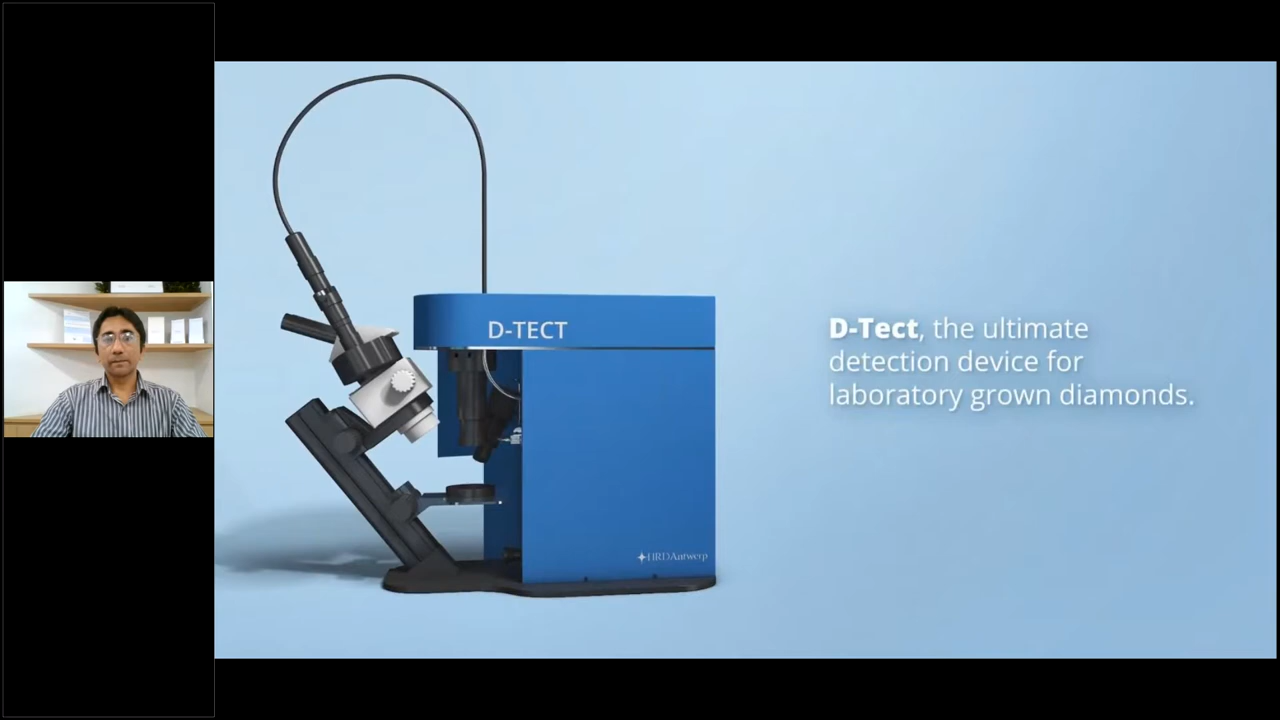 D-TECT
D-Tect, the ultimate
detection device for
laboratory grown diamonds.
HRDAntwerp